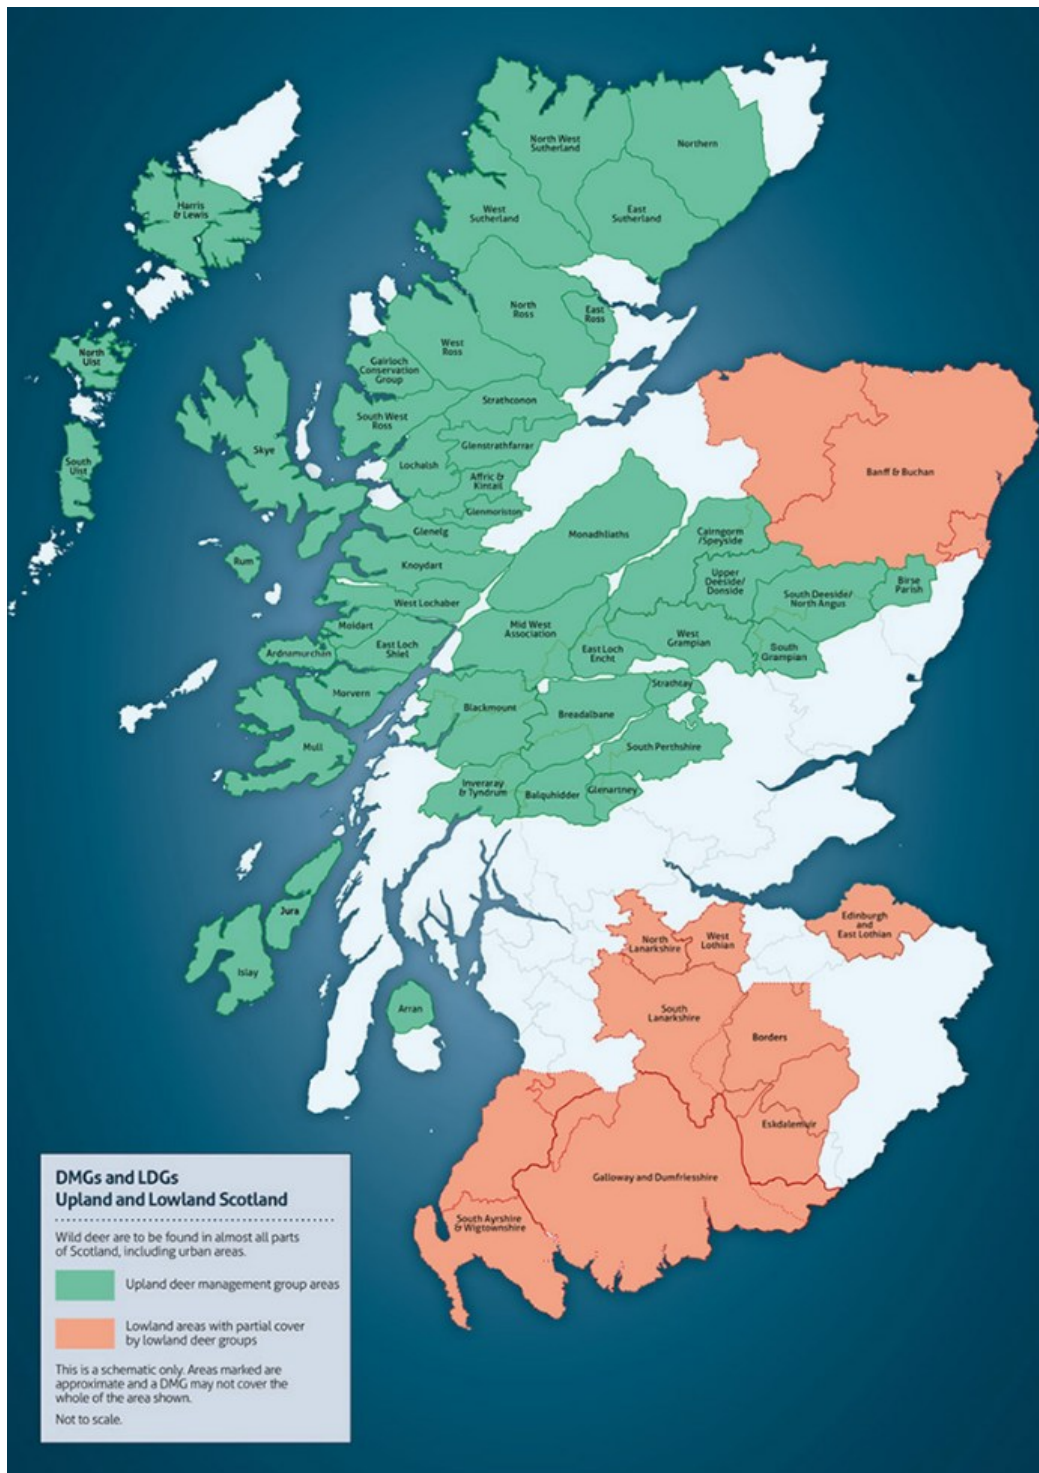 North West
Sutherland
Northern
Harris
& Lewis
West
Sutherland
East
Sutherland
North
Ross
East
Ross
North
Uist
West
Ross
Gairloch
Conservation
Group
Strathconon
South West
Ross
Glenstrathfarrar
Skye
South
Uist
Lochalsh
Affric &
Kintail
Banff & Buchan
Glenmoriston
Glenelg
Monadhliaths
Cairngorm
/Speyside
Rum
Knoydart
Upper
Deeside/
Donside
South Deeside/
North Angus
Birse
Parish
West Lochaber
Moidart
Mid West
Association
West
Grampian
Ardnamurchan
East Loch
Shiel
East Loch
Encht
South
Grampian
Morvern
Strathtay
Blackmount
Breadalbane
Mull
South Perthshire
Inveraray
& Tyndrum
Balquhidder
Glenartney
Jura
Edinburgh
and
East Lothian
North
Lanarkshire
West
Lothian
Islay
Arran
South
Lanarkshire
Borders
Eskdalemuir
Galloway and Dumfriesshire
South Ayrshire
& Wigtownshire
DMGs and LDGs
Upland and Lowland Scotland
Wild deer are to be found in almost all parts
of Scotland, including urban areas.
Upland deer management group areas
Lowland areas with partial cover
by lowland deer groups
This is a schematic only. Areas marked are
approximate and a DMG may not cover the
whole of the area shown.
Not to scale.